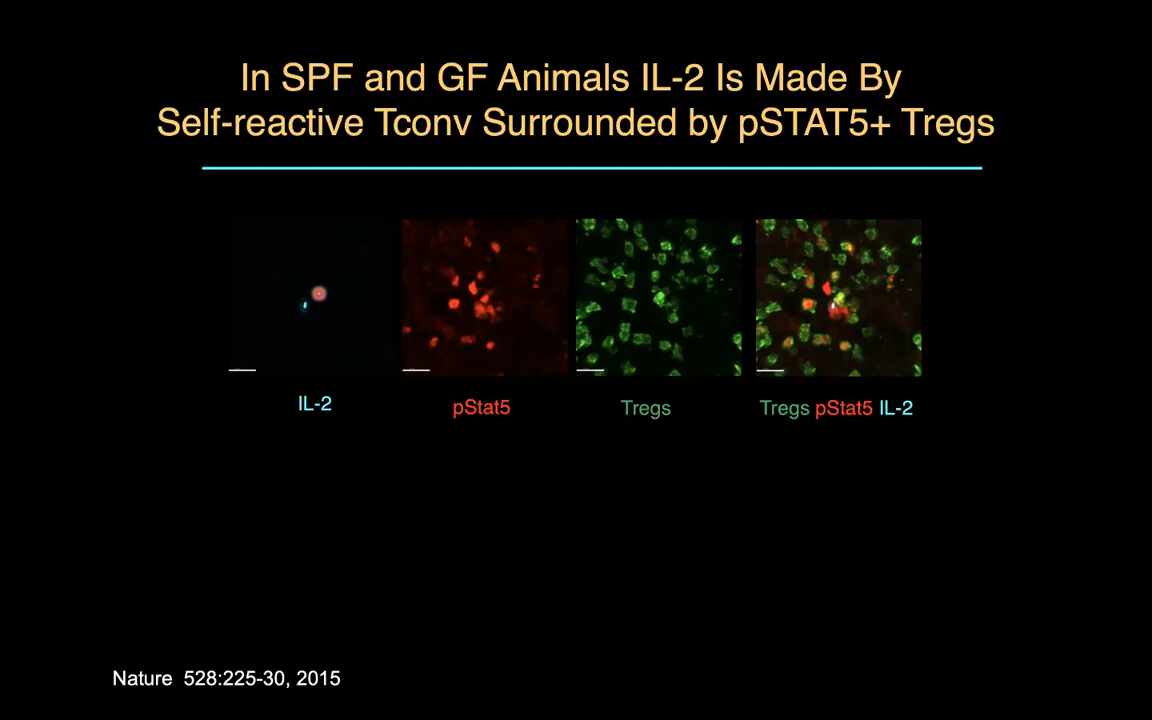 In SPF and GF Animals IL-2 Is Made By
Self-reactive Tconv Surrounded by pSTAT5+ Tregs
IL-2
pStat5
Tregs
Tregs pStat5 IL-2
Nature 528:225-30, 2015